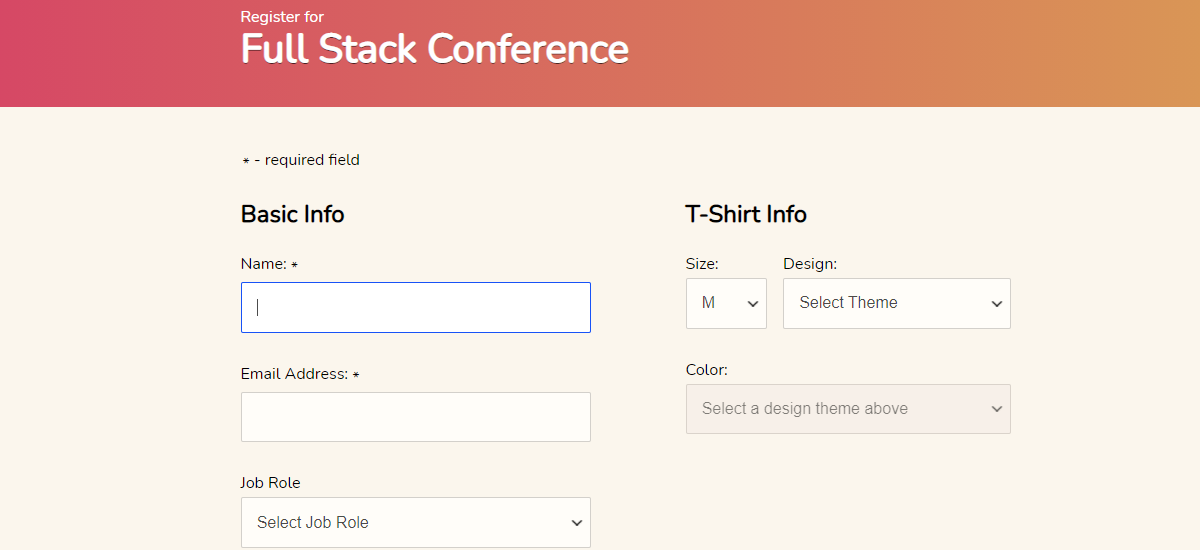 Register for
Full Stack Conference
* - required field
Basic Info
Name: *
Email Address: *
Job Role
Select Job Role
T-Shirt Info
Size:
M
Design:
Select Theme
Color:
Select a design theme above